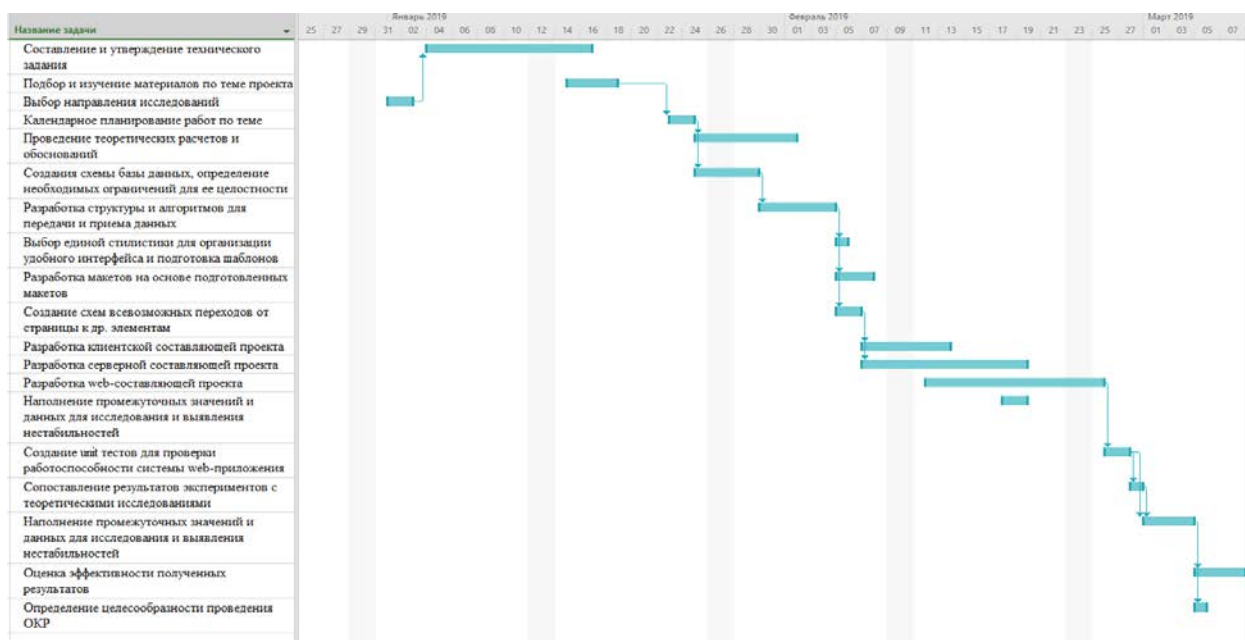 Январь 2019 Февраль 2019 Март 2019
Название задачи 25 27 29 31 02 04 06 08 10 12 14 16 18 20 22 24 26 28 30 01 03 05 07 09 11 13 15 17 19 21 23 25 27 01 03 05 07
Составление и утверждение технического
задания
Подбор и изучение материалов по теме проекта
Выбор направления исследований
Календарное планирование работ по теме
Проведение теоретических расчетов и
обоснований
Создания схемы базы данных, определение
необходимых ограничений для ее целостности
Разработка структуры и алгоритмов для
передачи и приема данных
Выбор единой стилистики для организации
удобного интерфейса и подготовка шаблонов
Разработка макетов на основе подготовленных
макетов
Создание схем всевозможных переходов от
страницы к др. элементам
Разработка клиентской составляющей проекта
Разработка серверной составляющей проекта
Разработка web-составляющей проекта
Наполнение промежуточных значений и
данных для исследования и выявления
нестабильностей
Создание unit тестов для проверки
работоспособности системы web-приложения
Сопоставление результатов экспериментов с
теоретическими исследованиями
Наполнение промежуточных значений и
данных для исследования и выявления
нестабильностей
Оценка эффективности полученных
результатов
Определение целесообразности проведения
ОКР